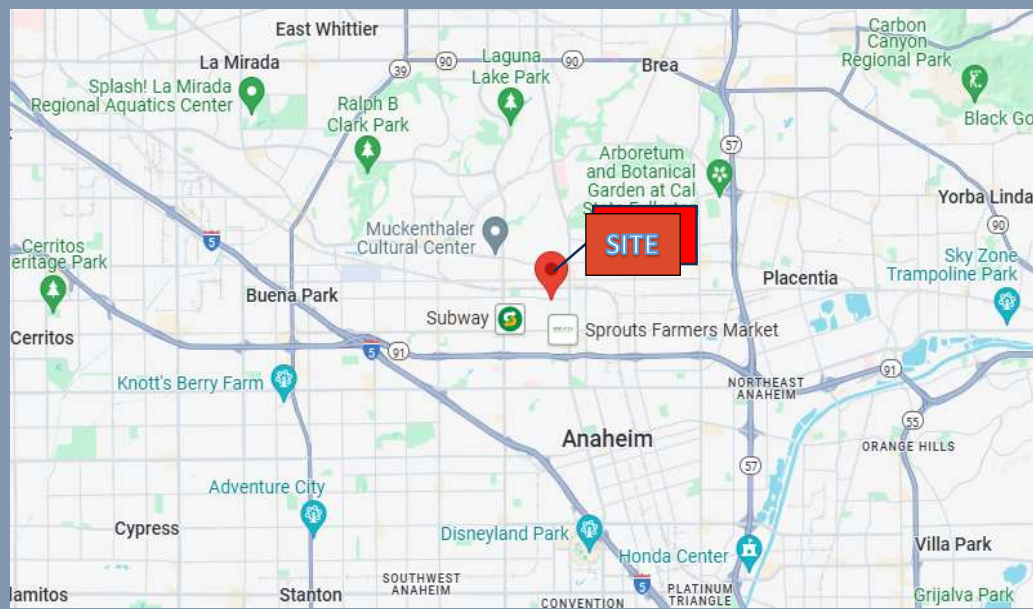 East Whittier
La Mirada
39
90
90
Laguna
Lake Park
Brea
Carbon
Canyon
Regional Park
Splash! La Mirada
Regional Aquatics Center
Ralph B
Clark Park
57
Black Go
Arboretum
and Botanical
Garden at Cal
Yorba Linda
90
Muckenthaler
Cultural Center
SITE
5
Cerritos
eritage Park
Placentia
Sky Zone
Trampoline Park
Buena Park
Subway
Sprouts Farmers Market
Cerritos
5
91
Knott's Berry Farm
NORTHEAST
ANAHEIM
91
55
Anaheim
ORANGE HILLS
57
Adventure City
Cypress
Disneyland Park
Honda Center
Villa Park
SOUTHWEST
ANAHEIM
5
PLATINUM
TRIANGLE
lamitos
Stanton
CONVENTION
Grijalva Park